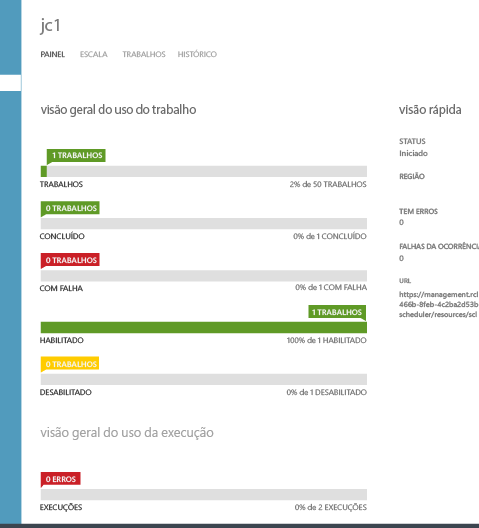 jc1
PAINEL ESCALA TRABALHOS HISTÓRICO
visão geral do uso do trabalho
1 TRABALHOS
TRABALHOS 2% de 50 TRABALHOS
0 TRABALHOS
CONCLUÍDO 0% de 1 CONCLUÍDO
0 TRABALHOS
COM FALHA 0% de 1 COM FALHA
1 TRABALHOS
HABILITADO 100% de 1 HABILITADO
0 TRABALHOS
DESABILITADO 0% de 1 DESABILITADO
visão geral do uso da execução
0 ERROS
EXECUÇÕES 0% de 2 EXECUÇÕES
visão rápida
STATUS
Iniciado
REGIÃO
TEM ERROS
0
FALHAS DA OCORRÊNCI
0
URL
https://management.rcl
466b-8feb-4c2ba2d53b
scheduler/resources/scl